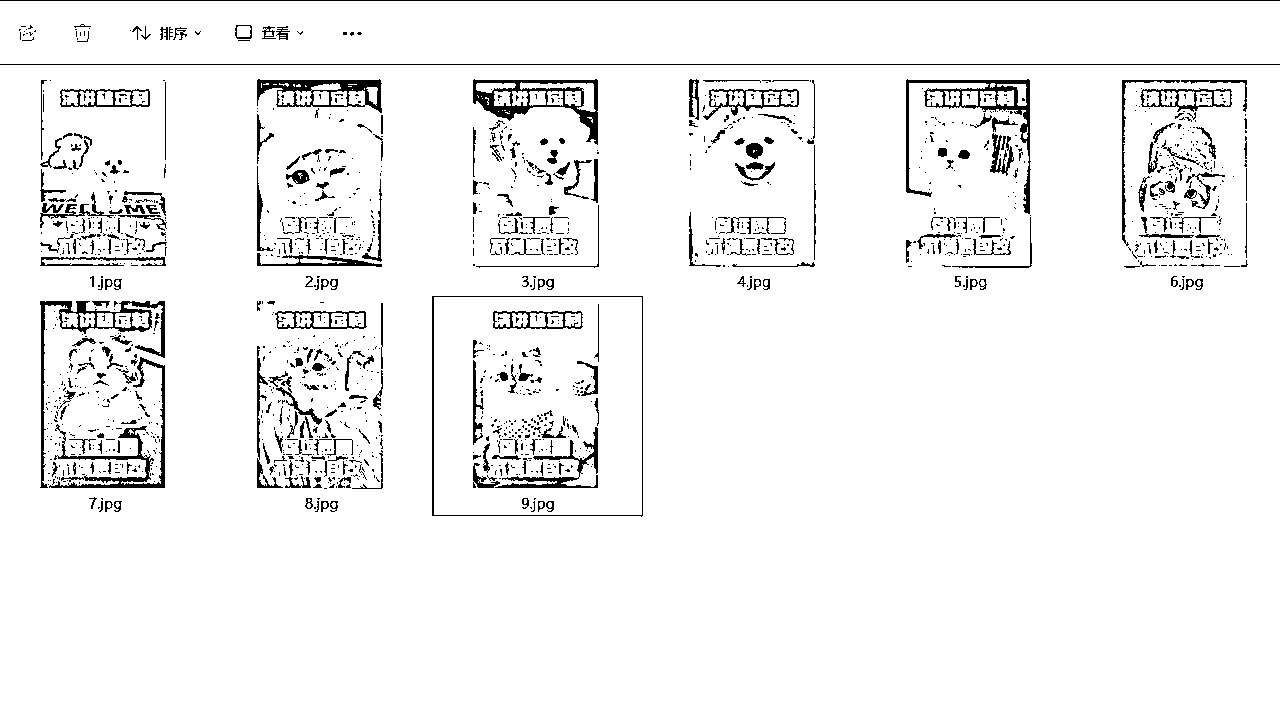 排序
查看
演讲稿定制
演讲稿定制
演讲稿定制
演讲稿定制
演讲稿定制
演讲稿定制
WELCOME
保证质量
不满意包改
保证质量
不满意包改
保证质量
不满意包改
保证质量
不满意包改
保证质量
不满意包改
保证质量
不满意包改
1.jpg
2.jpg
3.jpg
4.jpg
5.jpg
6.jpg
演讲稿定制
演讲稿定制
演讲稿定制
保证质量
不满意包改
保证质量
不满意包改
保证质量
不满意包改
7.jpg
8.jpg
9.jpg